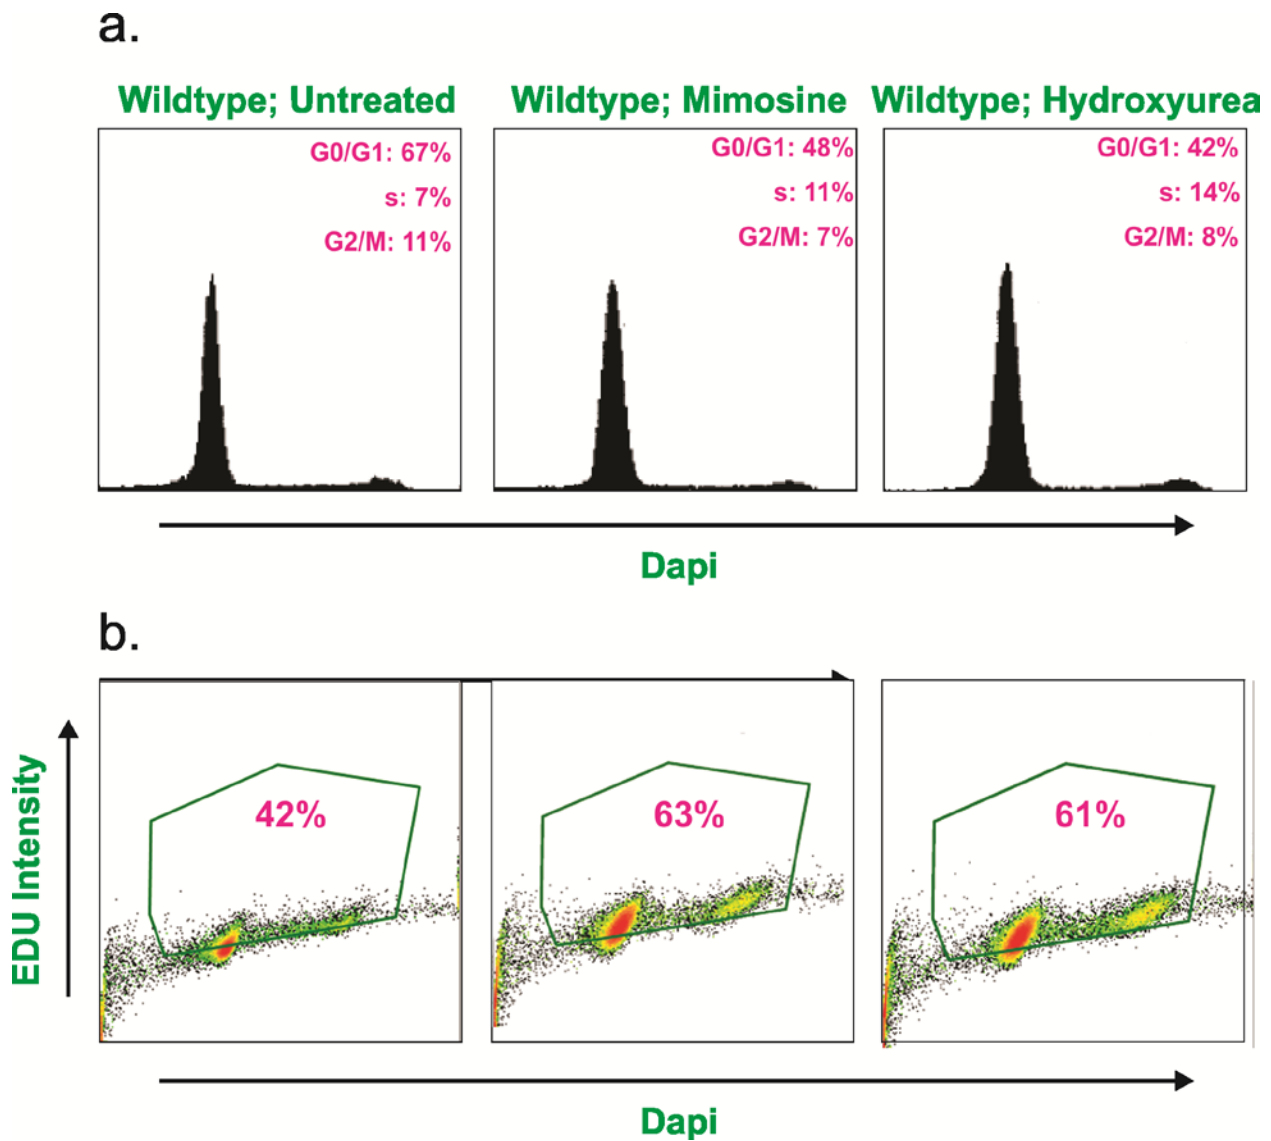 a.
Wildtype; Untreated
Wildtype; Mimosine
Wildtype; Hydroxyurea
G0/G1: 67%
s: 7%
G2/M: 11%
G0/G1: 48%
s: 11%
G2/M: 7%
G0/G1: 42%
s: 14%
G2/M: 8%
Dapi
b.
EDU Intensity
42%
63%
61%
Dapi